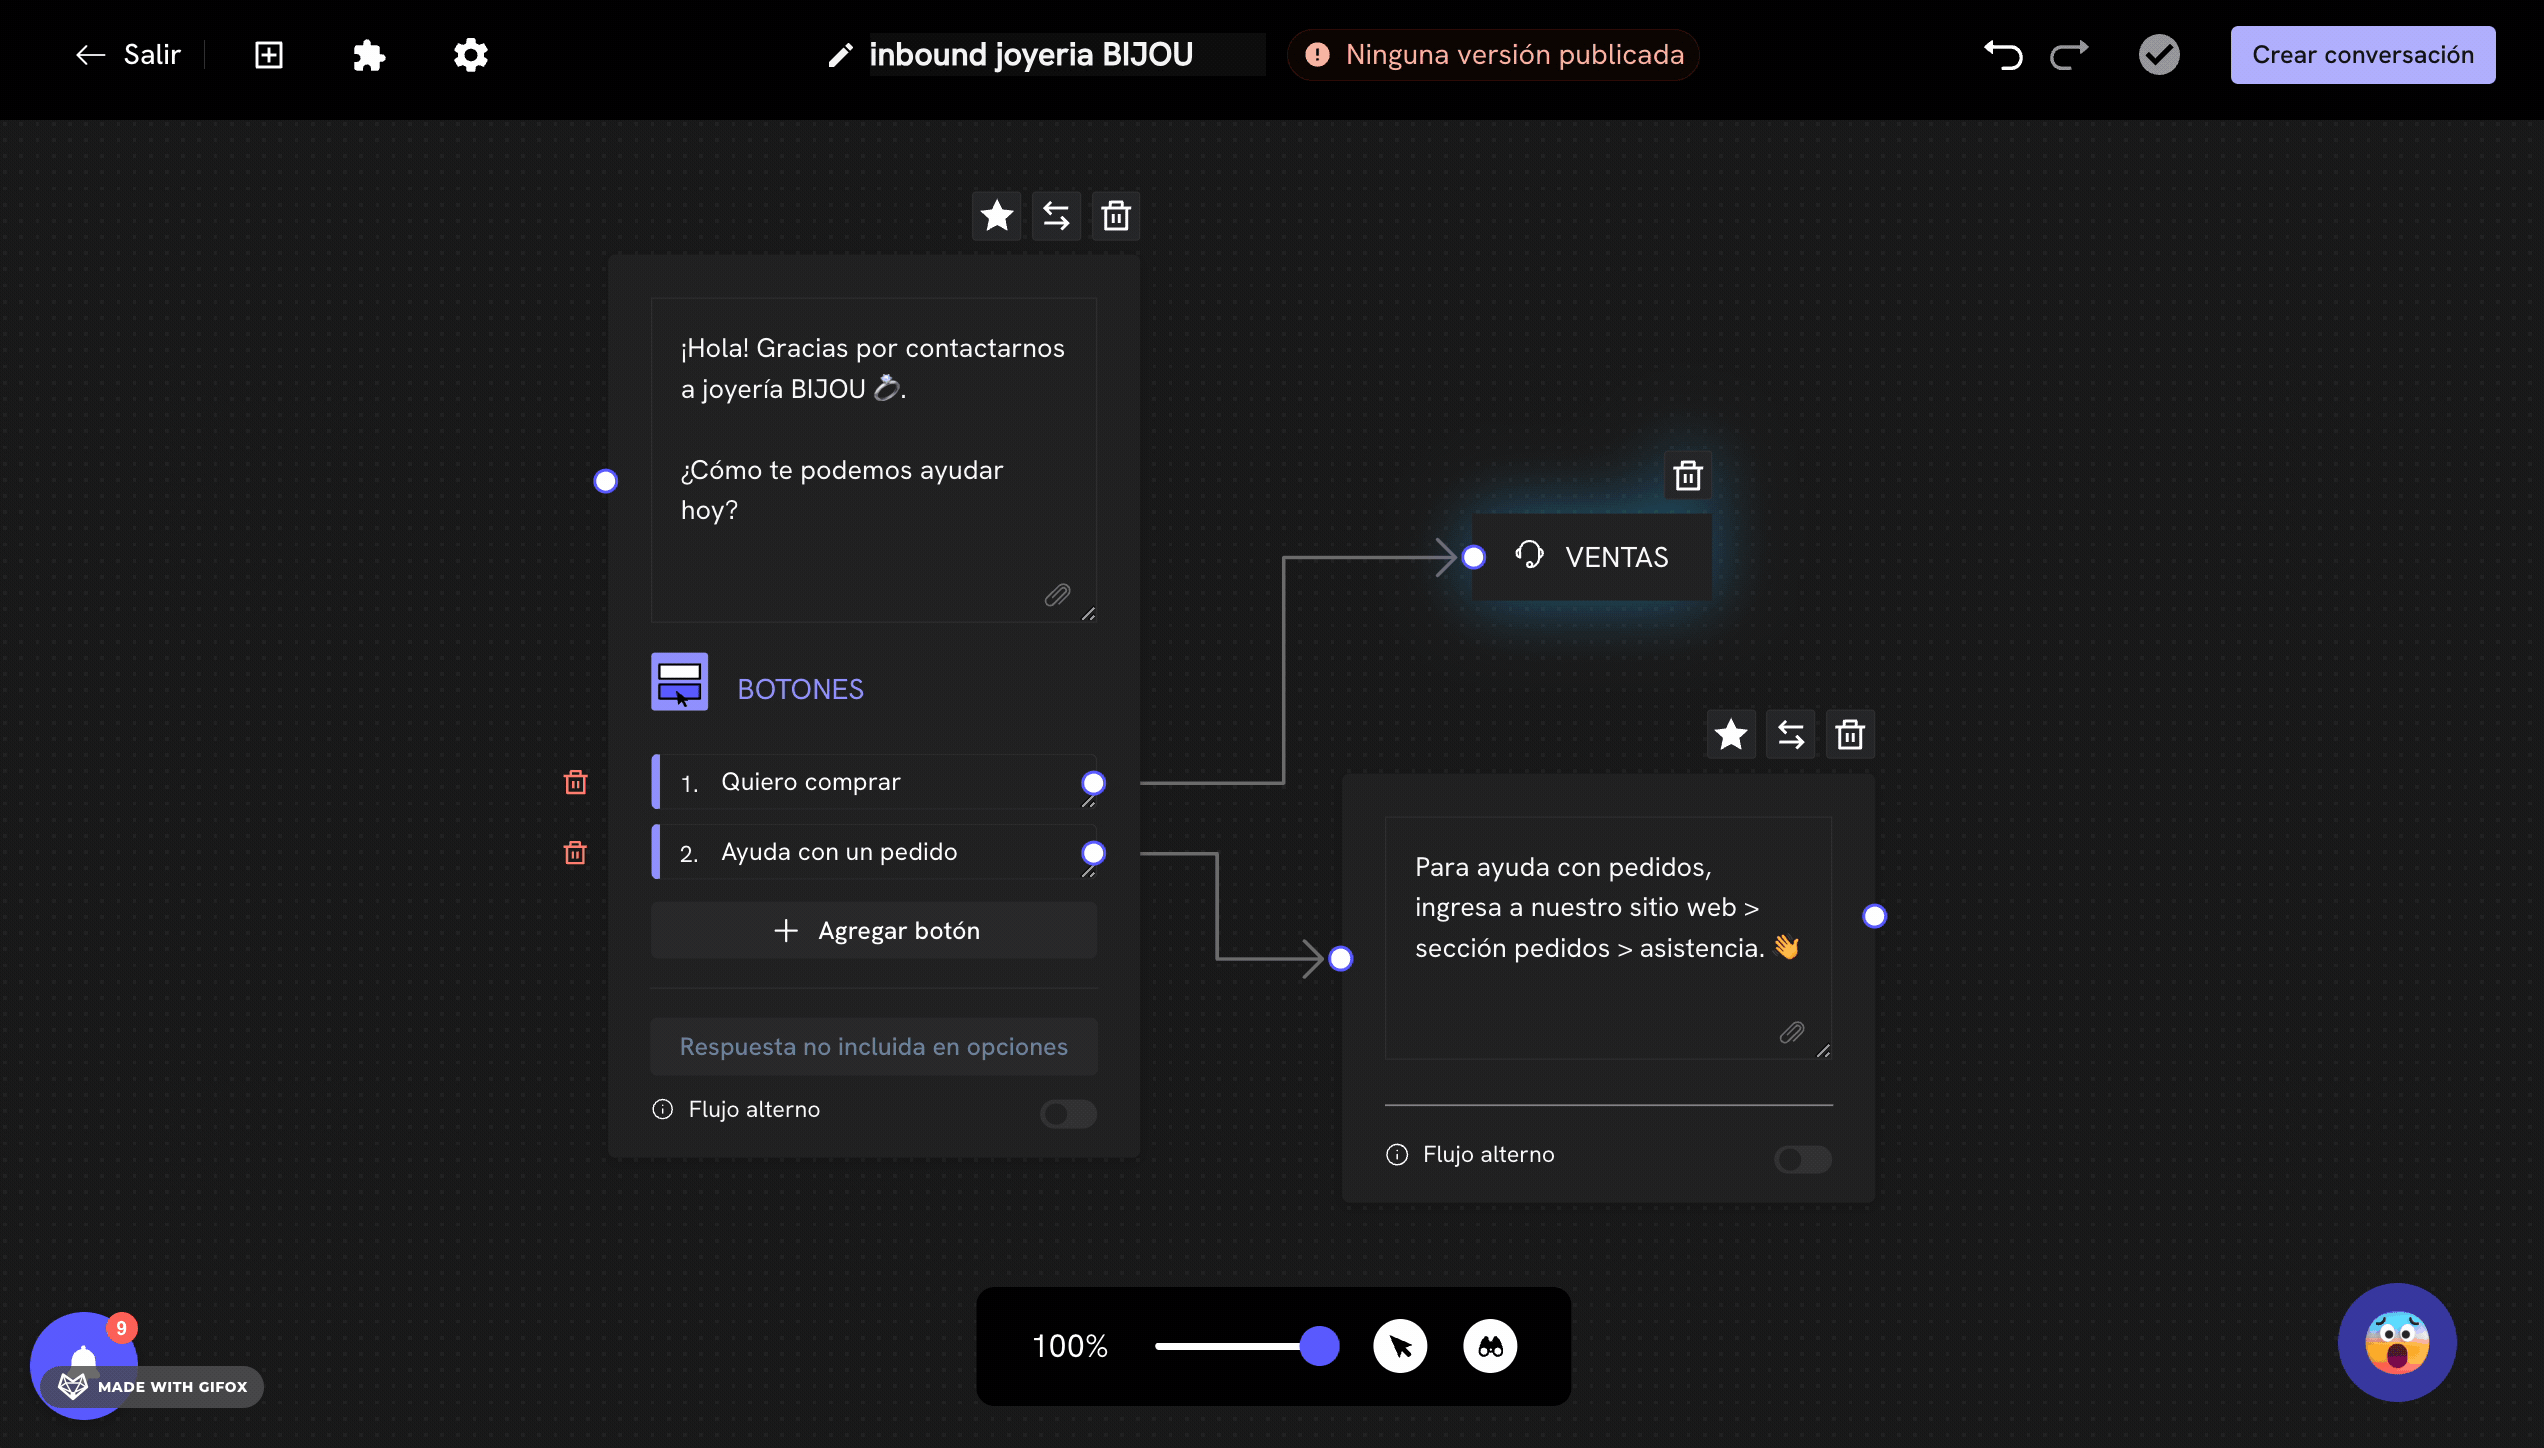 Salir
inbound joyeria BIJOU
Ninguna versión publicada
Crear conversación
¡Hola! Gracias por contactarnos
a joyería BIJOU 💍.
¿Cómo te podemos ayudar
hoy?
BOTONES
1. Quiero comprar
2. Ayuda con un pedido
Agregar botón
Respuesta no incluida en opciones
Flujo alterno
VENTAS
Para ayuda con pedidos,
ingresa a nuestro sitio web >
sección pedidos > asistencia. 👋
Flujo alterno
100%
9
MADE WITH GIFOX